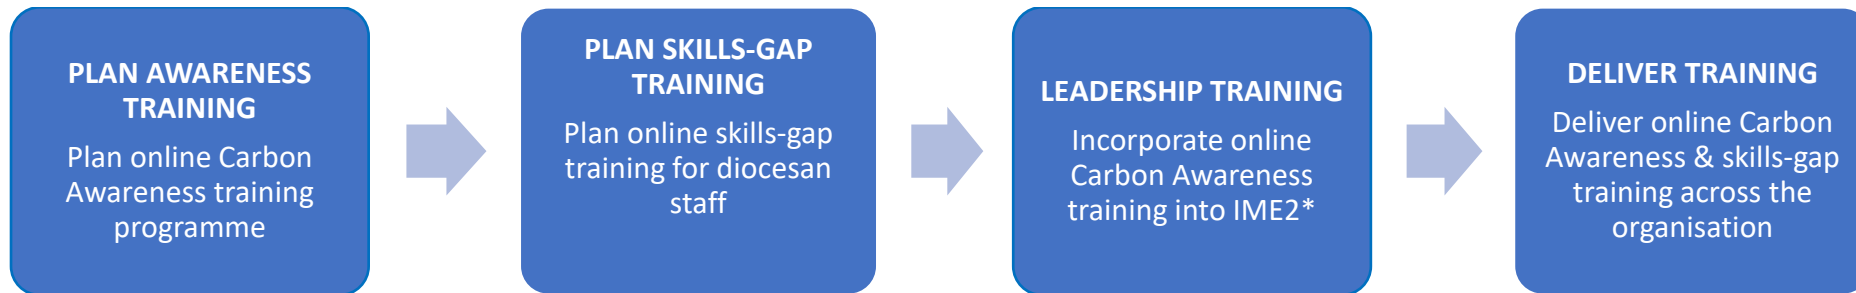 PLAN AWARENESS
TRAINING
Plan online Carbon
Awareness training
programme
PLAN SKILLS-GAP
TRAINING
Plan online skills-gap
training for diocesan
staff
LEADERSHIP TRAINING
Incorporate online
Carbon Awareness
training into IME2*
DELIVER TRAINING
Deliver online Carbon
Awareness & skills-gap
training across the
organisation